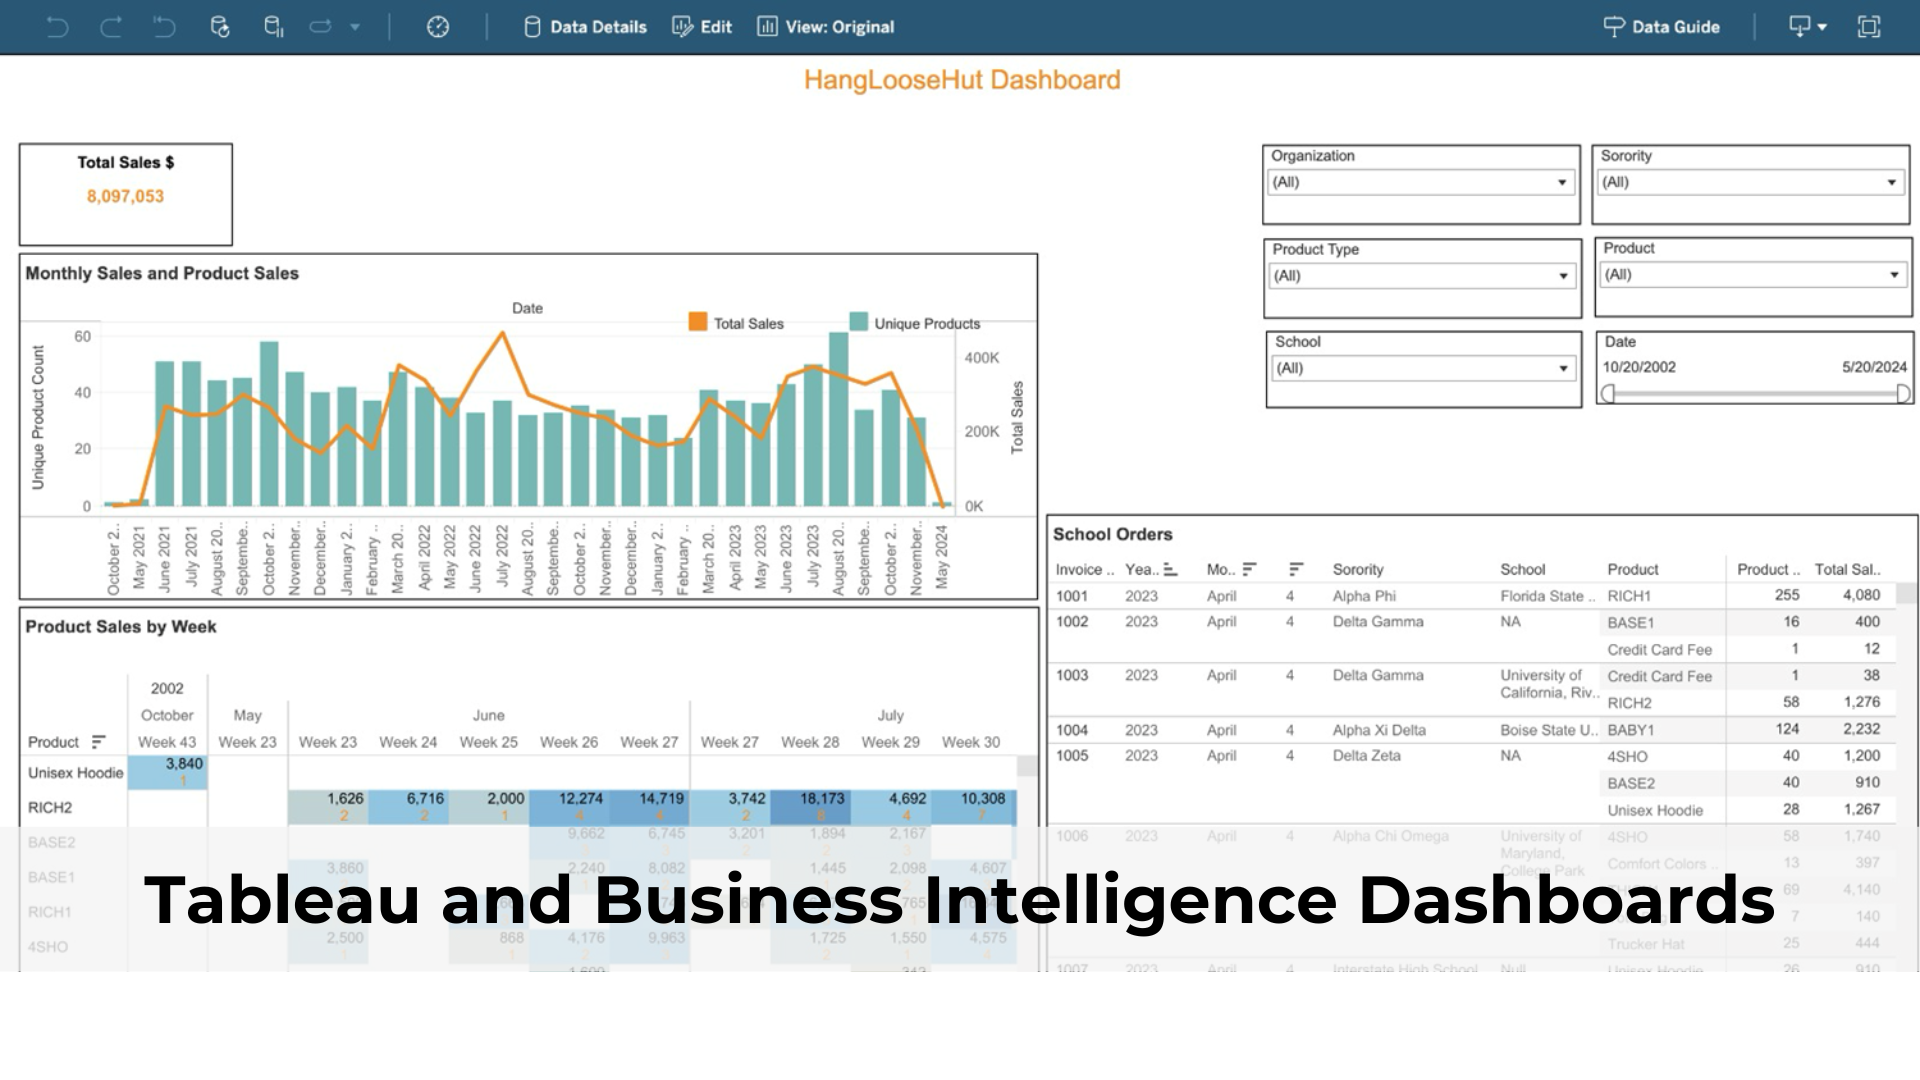 Data Details Edit View: Original Data Guide
HangLooseHut Dashboard
Total Sales $
8,097,053
Organization
(All)
Sorority
(All)
Product Type
(All)
Product
(All)
School
(All)
Date
10/20/2002 5/20/2024
Monthly Sales and Product Sales
Date
Total Sales Unique Products
Unique Product Count
60
40
20
0
400K
200K
0K
Total Sales
October 2..
May 2021
June 2021
July 2021
August 20..
Septembe..
October 2..
November..
December..
January 2..
February ..
March 20..
April 2022
May 2022
June 2022
July 2022
August 20..
Septembe..
October 2..
November..
December..
January 2..
February ..
March 20..
April 2023
May 2023
June 2023
July 2023
August 20..
Septembe..
October 2..
November..
May 2024
Product Sales by Week
2002
October May June July
Product Week 43 Week 23 Week 23 Week 24 Week 25 Week 26 Week 27 Week 27 Week 28 Week 29 Week 30
Unisex Hoodie 3,840
1
RICH2 1,626 6,716 2,000 12,274 14,719 3,742 18,173 4,692 10,308
2 2 1 4 4 2 8 4 7
BASE2 9,662 6,745 3,201 1,894 2,167
BASE1 3,860 2,240 8,082 1,445 2,098 4,607
RICH1
4SHO 2,500 868 4,176 9,963 1,725 1,550 4,575
School Orders
Invoice .. Yea.. Mo.. Sorority School Product Product .. Total Sal..
1001 2023 April 4 Alpha Phi Florida State .. RICH1 255 4,080
1002 2023 April 4 Delta Gamma NA BASE1 16 400
Credit Card Fee 1 12
1003 2023 April 4 Delta Gamma University of Credit Card Fee 1 38
California, Riv.. RICH2 58 1,276
1004 2023 April 4 Alpha Xi Delta Boise State U.. BABY1 124 2,232
1005 2023 April 4 Delta Zeta NA 4SHO 40 1,200
BASE2 40 910
Unisex Hoodie 28 1,267
1006 2023 April 4 Alpha Chi Omega University of 4SHO 58 1,740
Maryland,
College Park Comfort Colors .. 13 397
69 4,140
7 140
Trucker Hat 25 444
1007 2023 April 4 Interstate High School Null Unisex Hoodie 26 910
Tableau and Business Intelligence Dashboards